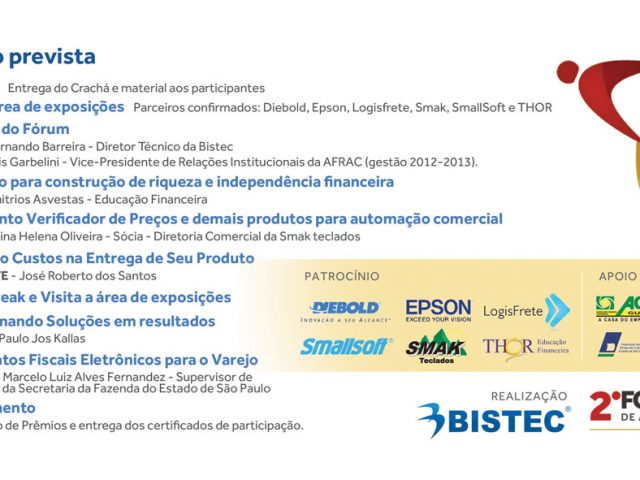 o prevista
Entrega do Crachá e material aos participantes
rea de exposições Parceiros confirmados: Diebold, Epson, Logisfrete, Smak, SmallSoft e THOR
do Fórum
rnando Barreira - Diretor Técnico da Bistec
is Garbelini - Vice-Presidente de Relações Institucionais da AFRAC (gestão 2012-2013).
o para construção de riqueza e independência financeira
mitrios Asvestas - Educação Financeira
nto Verificador de Preços e demais produtos para automação comercial
ina Helena Oliveira - Sócia - Diretoria Comercial da Smak teclados
o Custos na Entrega de Seu Produto
TE - José Roberto dos Santos
reak e Visita a área de exposições
mando Soluções em resultados
Paulo Jos Kallas
ntos Fiscais Eletrônicos para o Varejo
Marcelo Luiz Alves Fernandez - Supervisor de
da Secretaria da Fazenda do Estado de São Paulo
mento
o de Prêmios e entrega dos certificados de participação.
PATROCÍNIO
APOIO
DIEBOLD
INOVAÇÃO A SEU ALCANCE
EPSON
EXCEED YOUR VISION
LogisFrete
Smallsoft
SMAK
Teclados
THOR Educação
Financeira
A CASA DO EM
REALIZAÇÃO
BISTEC®
2º FO
DE A